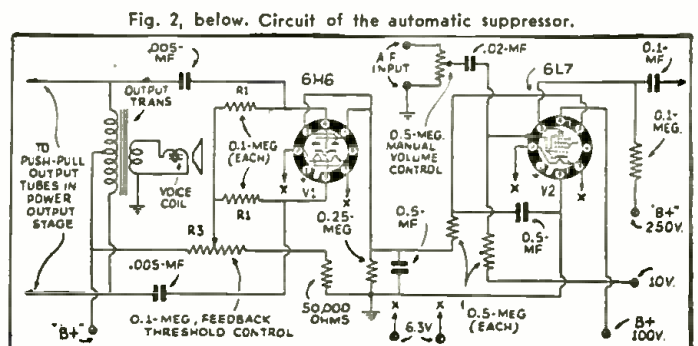 Fig. 2, below. Circuit of the automatic suppressor.
.005-MF
OUTPUT
TRANS
TO
PUSH-PULL
OUTPUT
TUBES IN
POWER
OUTPUT
STAGE
VOICE
COIL
R1
0.1-MEG
(EACH)
R1
R3
.005-MF
0.1-MEG, FEEDBACK
THRESHOLD CONTROL
"B+"
6H6
V1
X
X
0.25-
MEG
50,000
OHMS
A F
INPUT
0.5-MEG.
MANUAL
VOLUME
CONTROL
.02-MF
0.5-
MF
X
X
6.3V
6L7
V2
X
X
0.5-
MF
0.5-MEG
(EACH)
0.1-
MF
0.1-
MEG.
"B+"
250V.
10V.
B+
100V.